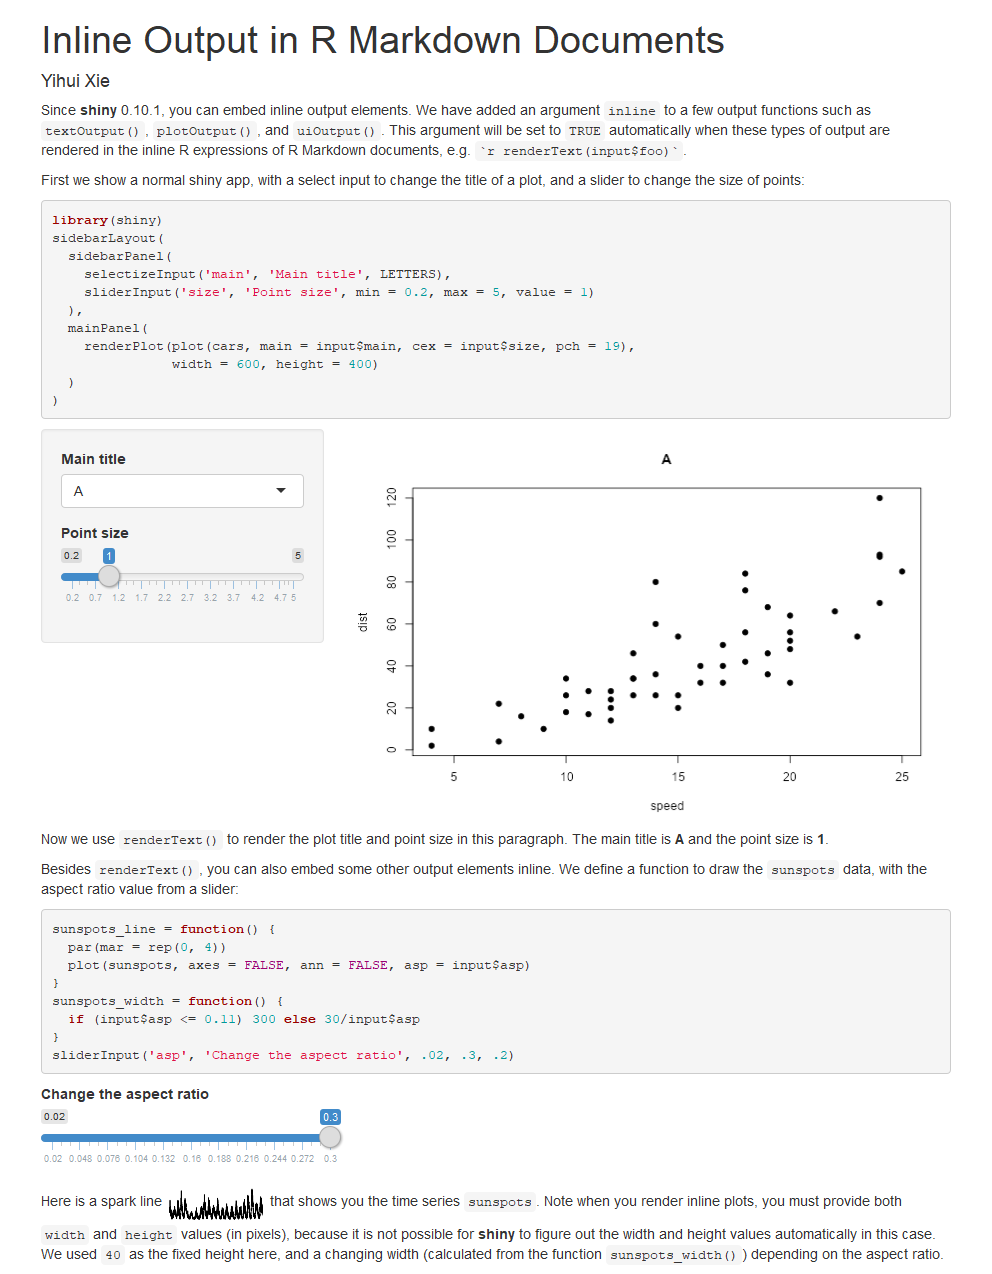 Inline Output in R Markdown Documents
Yihui Xie
Since shiny 0.10.1, you can embed inline output elements. We have added an argument inline to a few output functions such as
textOutput(), plotOutput(), and uiOutput(). This argument will be set to TRUE automatically when these types of output are
rendered in the inline R expressions of R Markdown documents, e.g. `r renderText(input$foo)`.
First we show a normal shiny app, with a select input to change the title of a plot, and a slider to change the size of points:
library(shiny)
sidebarLayout(
  sidebarPanel(
    selectizeInput('main', 'Main title', LETTERS),
    sliderInput('size', 'Point size', min = 0.2, max = 5, value = 1)
  ),
  mainPanel(
    renderPlot(plot(cars, main = input$main, cex = input$size, pch = 19),
               width = 600, height = 400)
  )
)
Main title
A
Point size
0.2 1 5
0.2 0.7 1.2 1.7 2.2 2.7 3.2 3.7 4.2 4.7 5
A
120
100
80
60
40
20
0
dist
5 10 15 20 25
speed
Now we use renderText() to render the plot title and point size in this paragraph. The main title is A and the point size is 1.
Besides renderText(), you can also embed some other output elements inline. We define a function to draw the sunspots data, with the
aspect ratio value from a slider:
sunspots_line = function() {
  par(mar = rep(0, 4))
  plot(sunspots, axes = FALSE, ann = FALSE, asp = input$asp)
}
sunspots_width = function() {
  if (input$asp <= 0.11) 300 else 30/input$asp
}
sliderInput('asp', 'Change the aspect ratio', .02, .3, .2)
Change the aspect ratio
0.02 0.3
0.02 0.048 0.076 0.104 0.132 0.16 0.188 0.216 0.244 0.272 0.3
Here is a spark line that shows you the time series sunspots. Note when you render inline plots, you must provide both
width and height values (in pixels), because it is not possible for shiny to figure out the width and height values automatically in this case.
We used 40 as the fixed height here, and a changing width (calculated from the function sunspots_width()) depending on the aspect ratio.